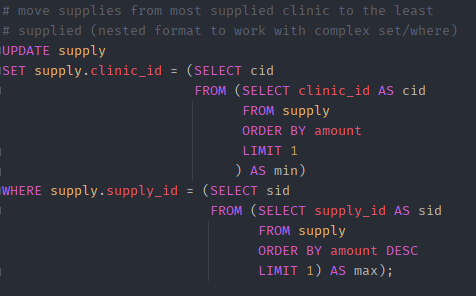 # move supplies from most supplied clinic to the least
# supplied (nested format to work with complex set/where)
UPDATE supply
SET supply.clinic_id = (SELECT cid
FROM (SELECT clinic_id AS cid
FROM supply
ORDER BY amount
LIMIT 1
) AS min)
WHERE supply.supply_id = (SELECT sid
FROM (SELECT supply_id AS sid
FROM supply
ORDER BY amount DESC
LIMIT 1) AS max);